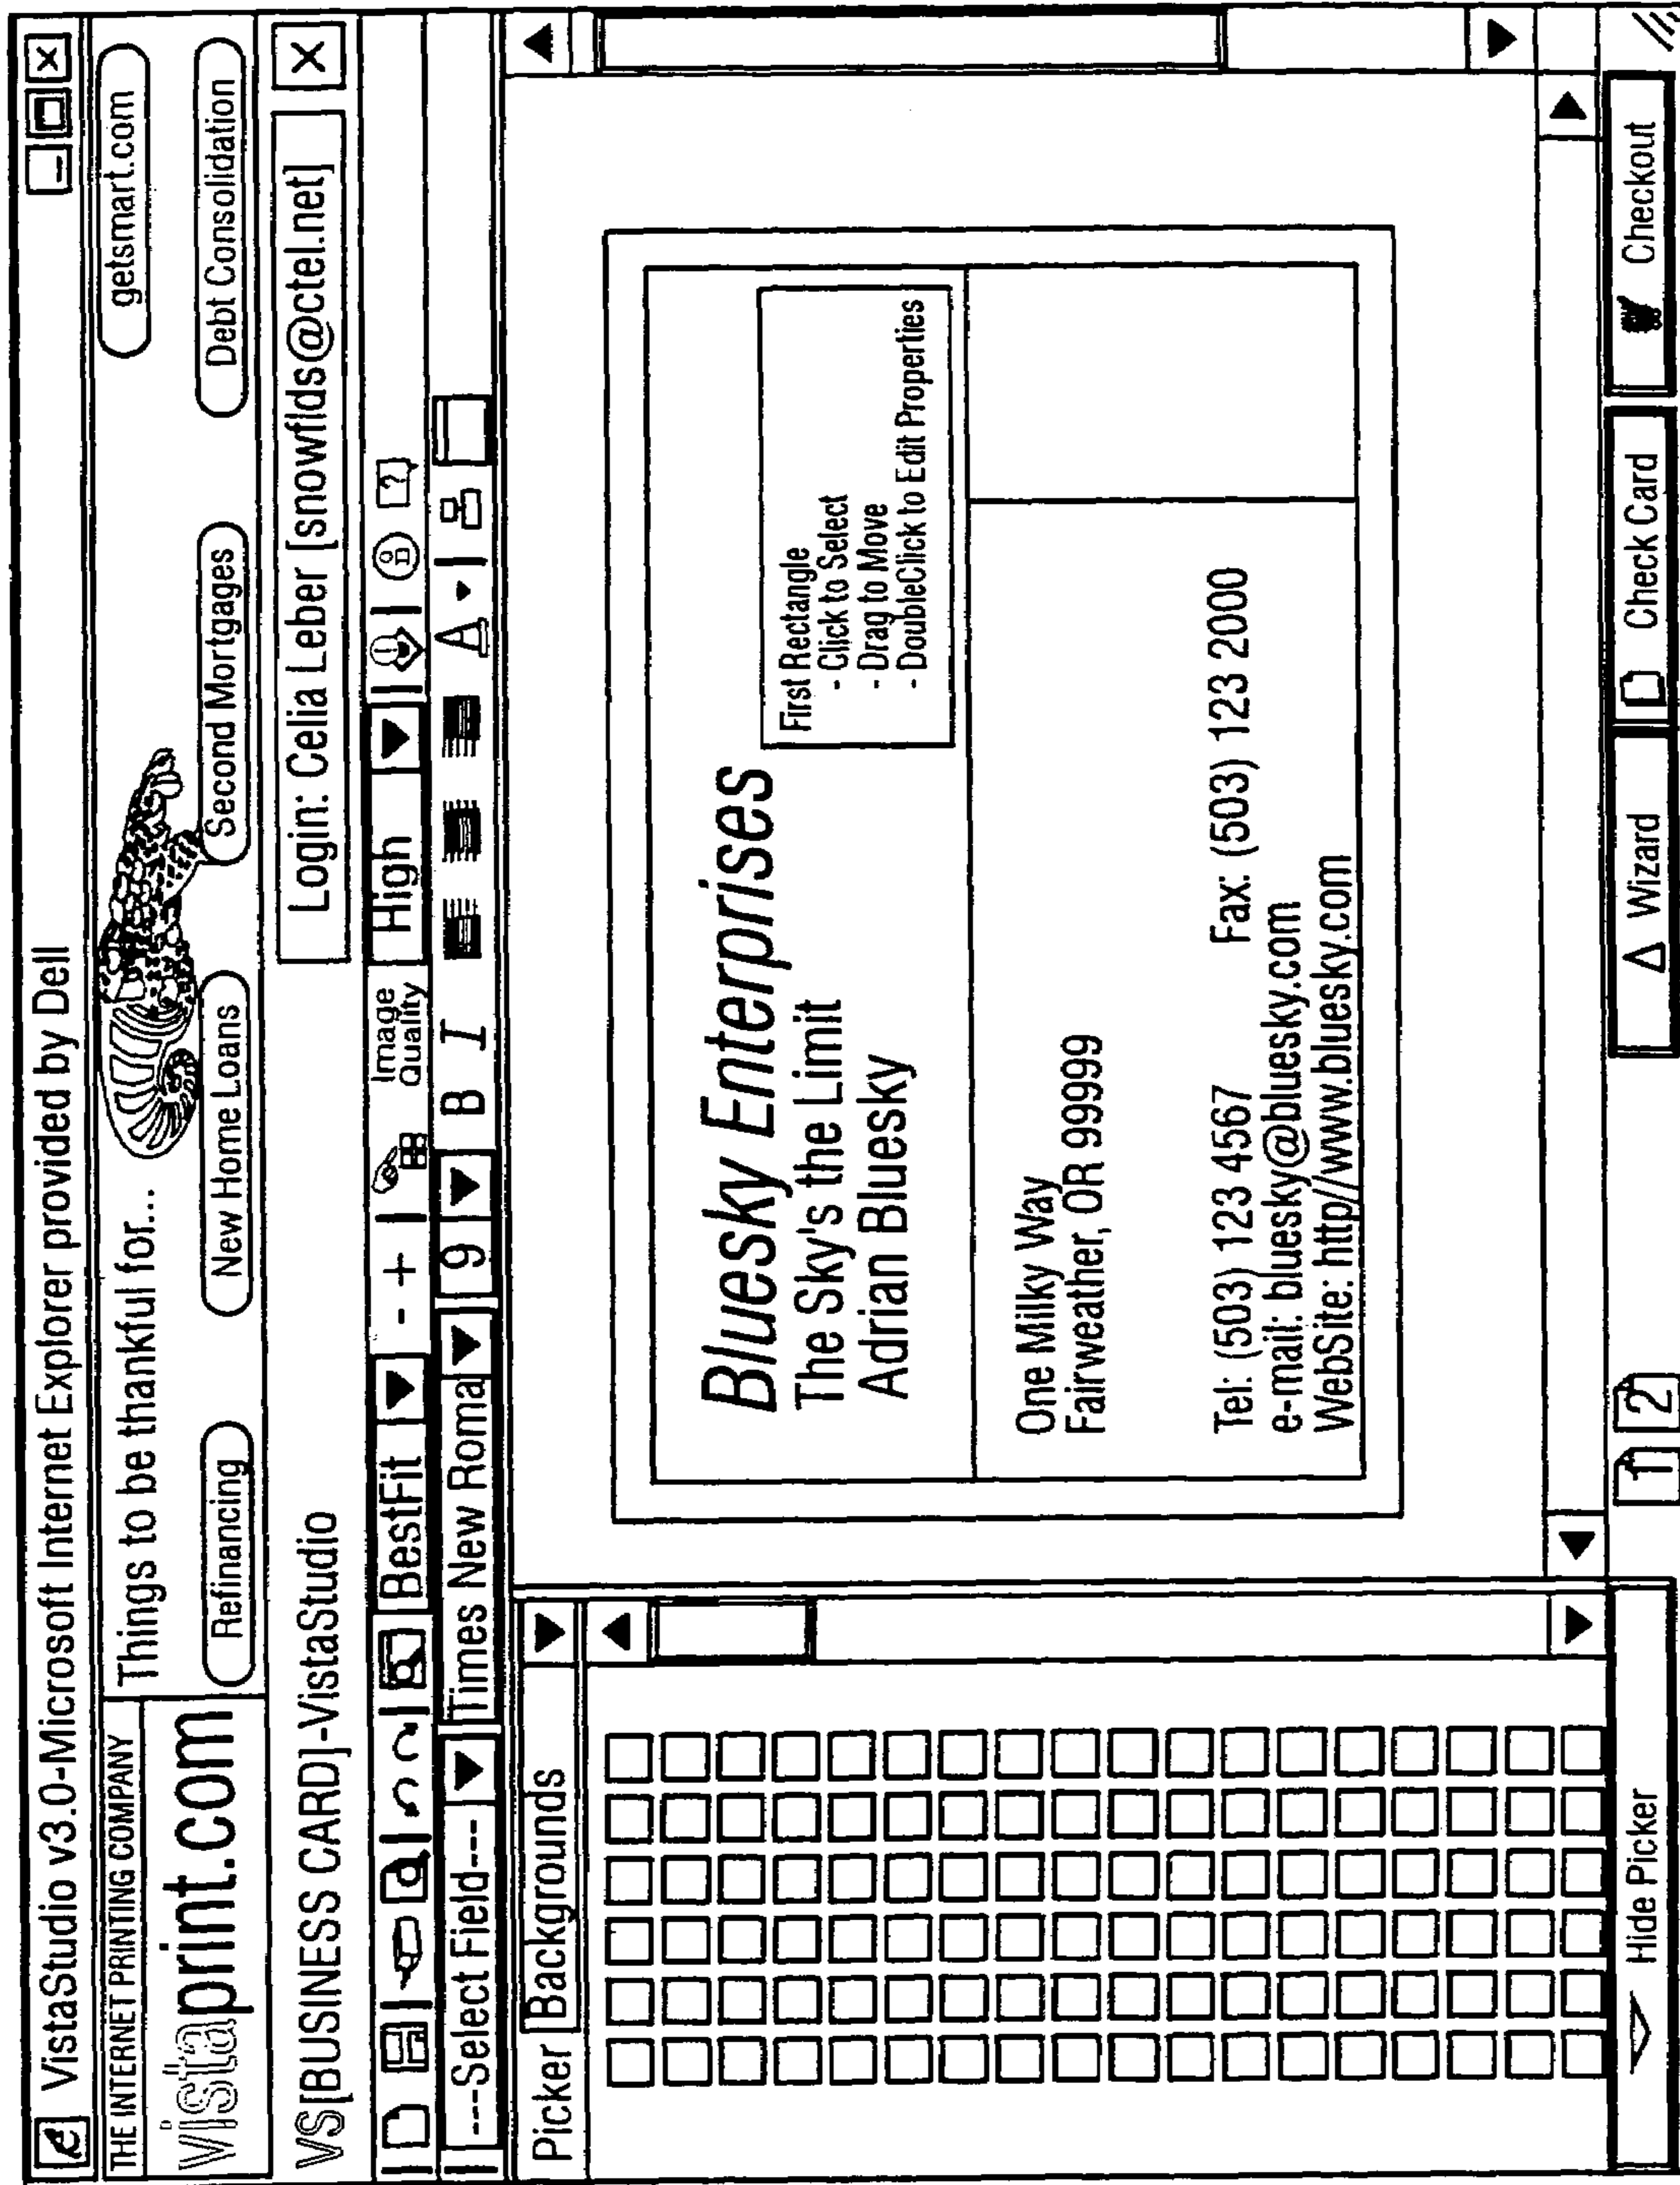 VistaStudio v3.0-Microsoft Internet Explorer provided by Dell
THE INTERNET PRINTING COMPANY
vistaprint.com
Things to be thankful for...
getsmart.com
Refinancing
New Home Loans
Second Mortgages
Debt Consolidation
VS[BUSINESS CARD]-VistaStudio
Login: Celia Leber [snowflds@ctel.net]
BestFit
- +
Image
Quality
High
?
----Select Field---
Times New Roma
9
B I
A
Picker
Backgrounds
Bluesky Enterprises
The Sky's the Limit
Adrian Bluesky
First Rectangle
- Click to Select
- Drag to Move
- DoubleClick to Edit Properties
One Milky Way
Fairweather, OR 99999
Tel: (503) 123 4567 Fax: (503) 123 2000
e-mail: bluesky@bluesky.com
WebSite: http//www.bluesky.com
Hide Picker
1 2
Wizard
Check Card
Checkout